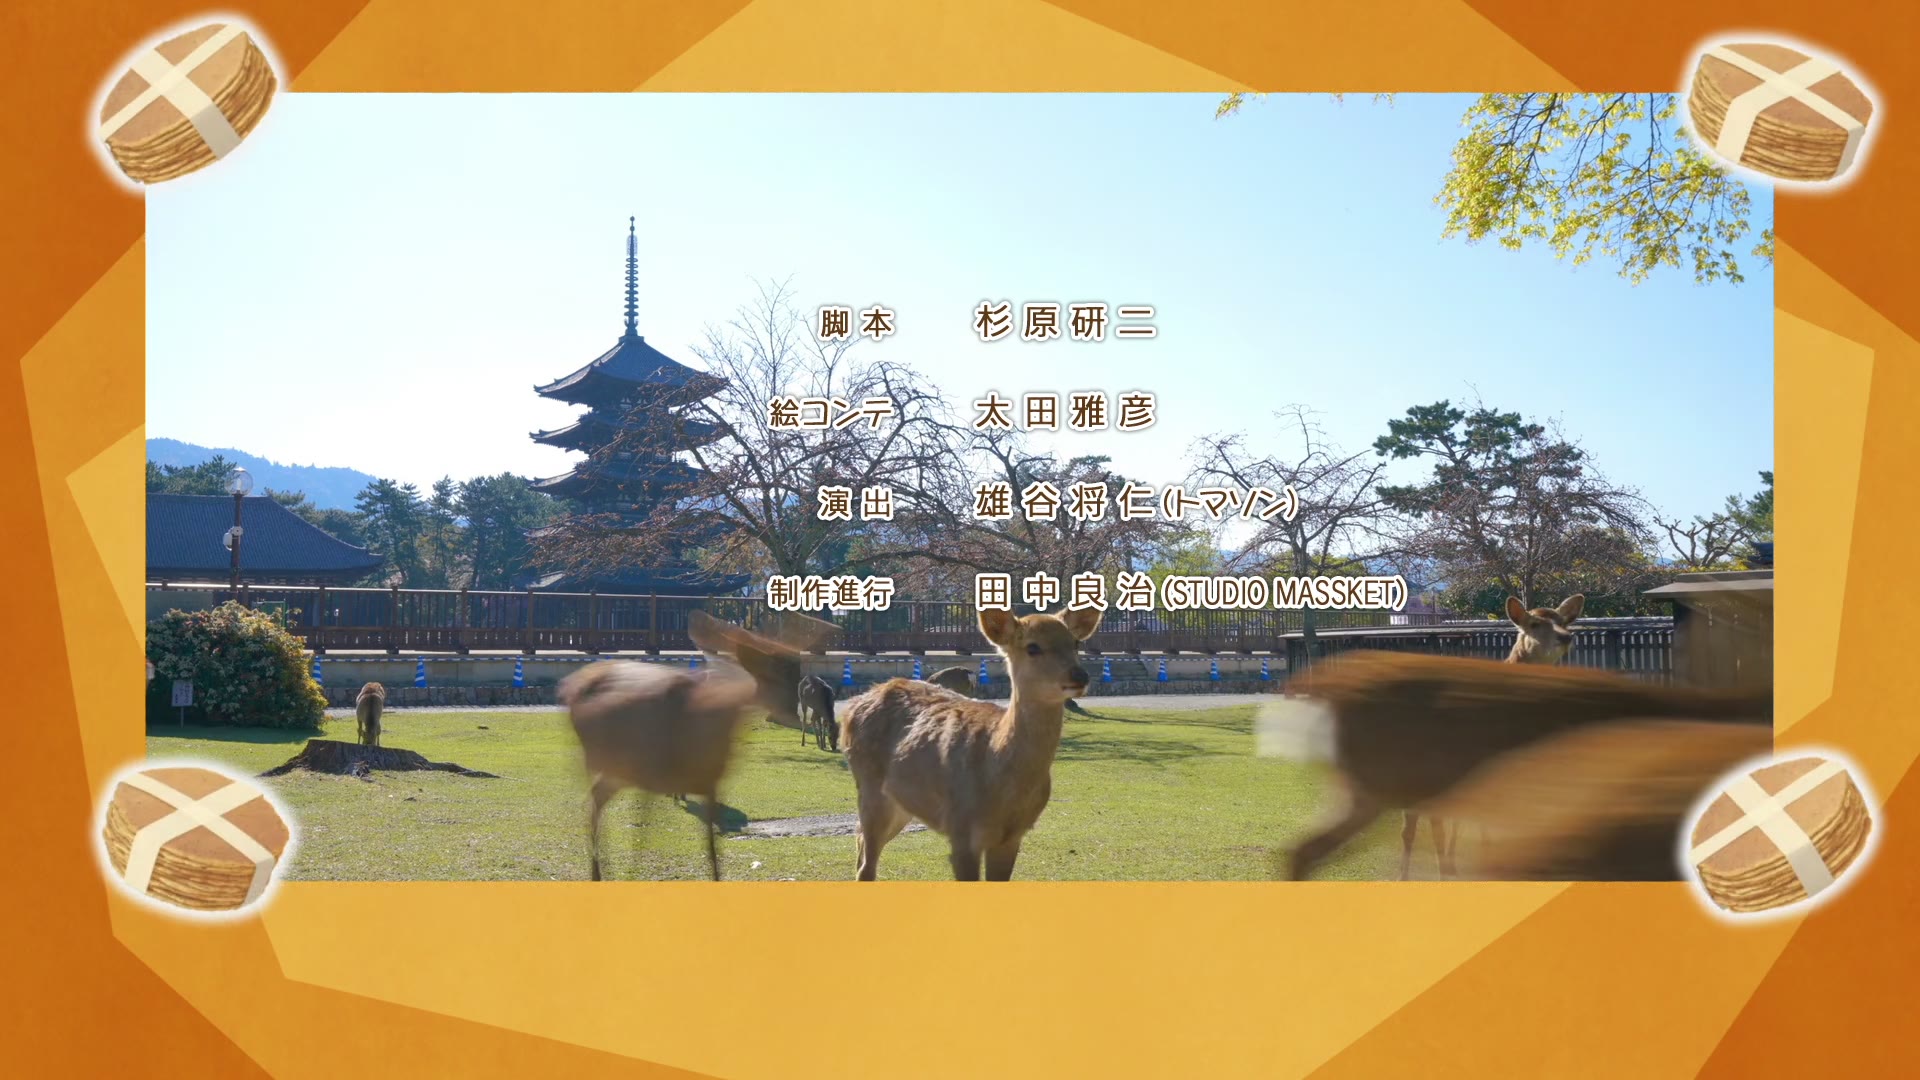 脚本 杉原研二
絵コンテ 太田雅彦
演出 雄谷将仁(トマソン)
制作進行 田中良治(STUDIO MASSKET)